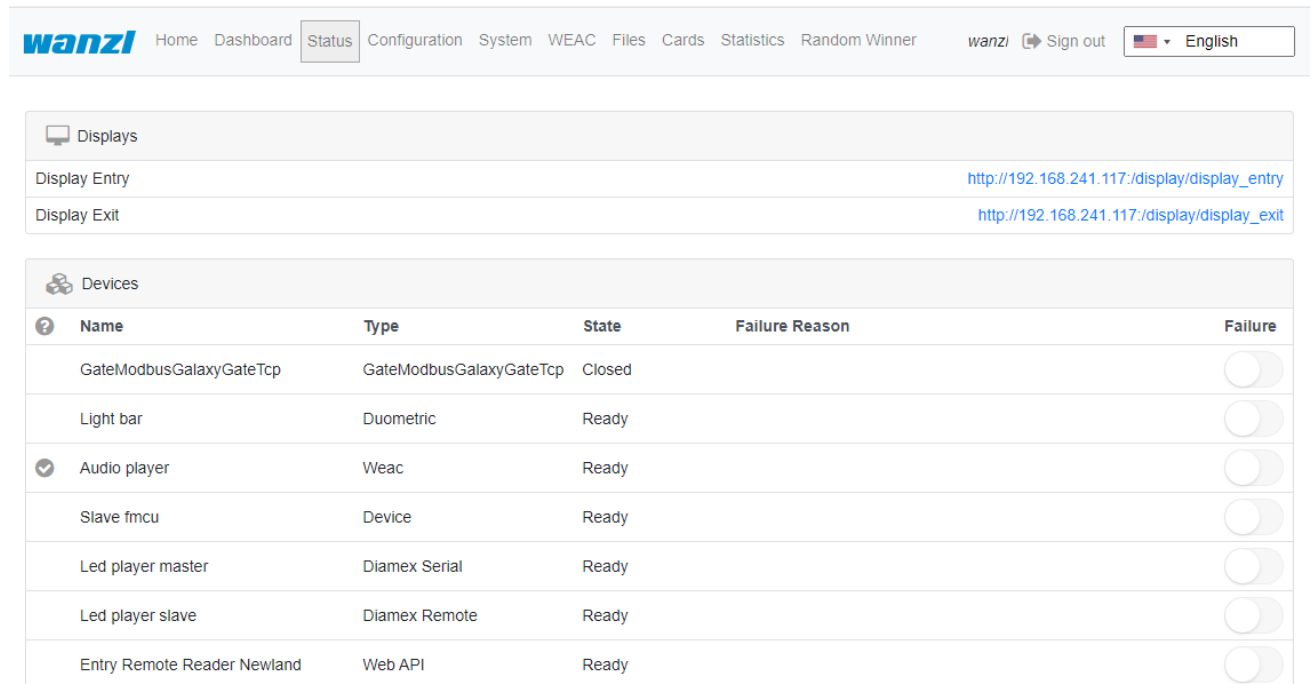 wanzl Home Dashboard Status Configuration System WEAC Files Cards Statistics Random Winner wanzl Sign out English
Displays
Display Entry http://192.168.241.117:/display/display_entry
Display Exit http://192.168.241.117:/display/display_exit
Devices
? Name Type State Failure Reason Failure
GateModbusGalaxyGateTcp GateModbusGalaxyGateTcp Closed
Light bar Duometric Ready
Audio player Weac Ready
Slave fmcu Device Ready
Led player master Diamex Serial Ready
Led player slave Diamex Remote Ready
Entry Remote Reader Newland Web API Ready